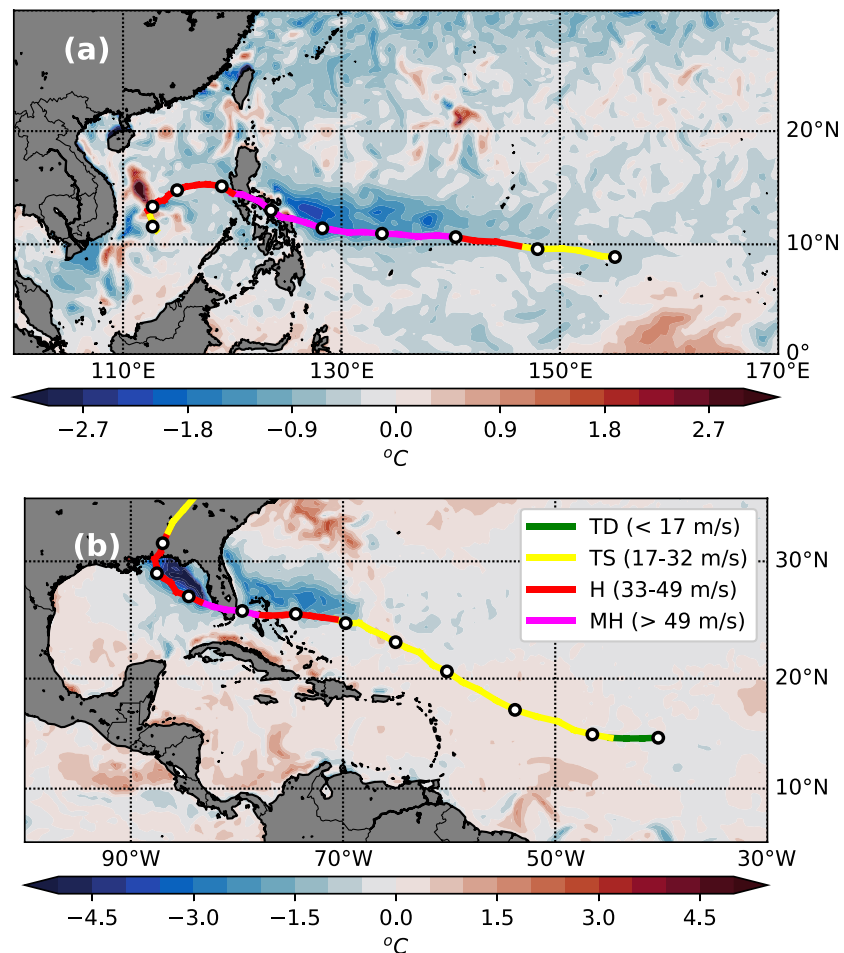 (a)
20°N
10°N
0°
110°E 130°E 150°E 170°E
−2.7 −1.8 −0.9 0.0 0.9 1.8 2.7
°C
(b)
TD (< 17 m/s)
TS (17-32 m/s)
H (33-49 m/s)
MH (> 49 m/s)
30°N
20°N
10°N
90°W 70°W 50°W 30°W
−4.5 −3.0 −1.5 0.0 1.5 3.0 4.5
°C